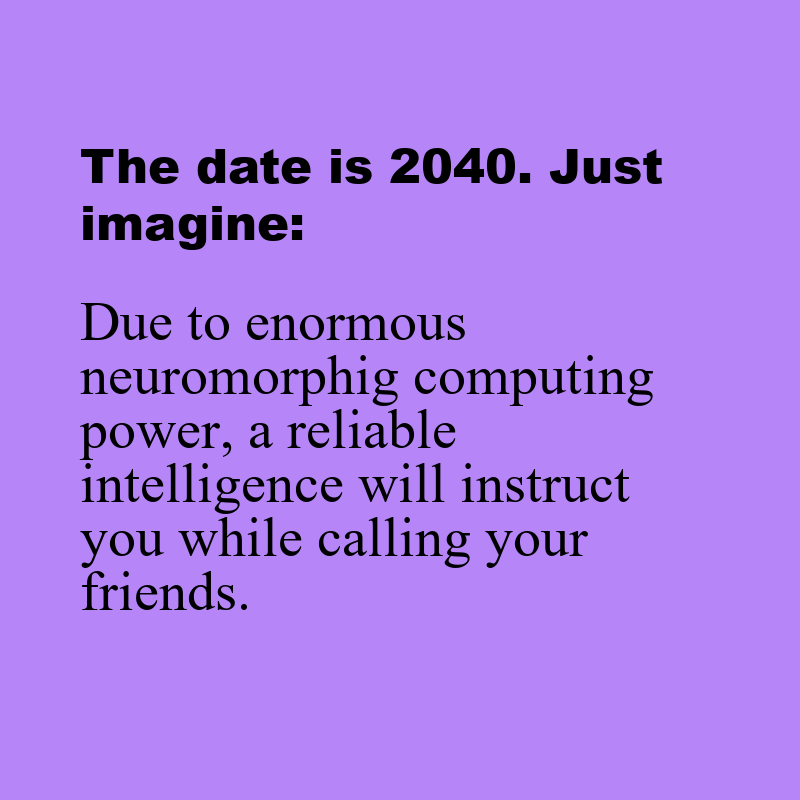 The date is 2040. Just
imagine:
Due to enormous
neuromorphig computing
power, a reliable
intelligence will instruct
you while calling your
friends.